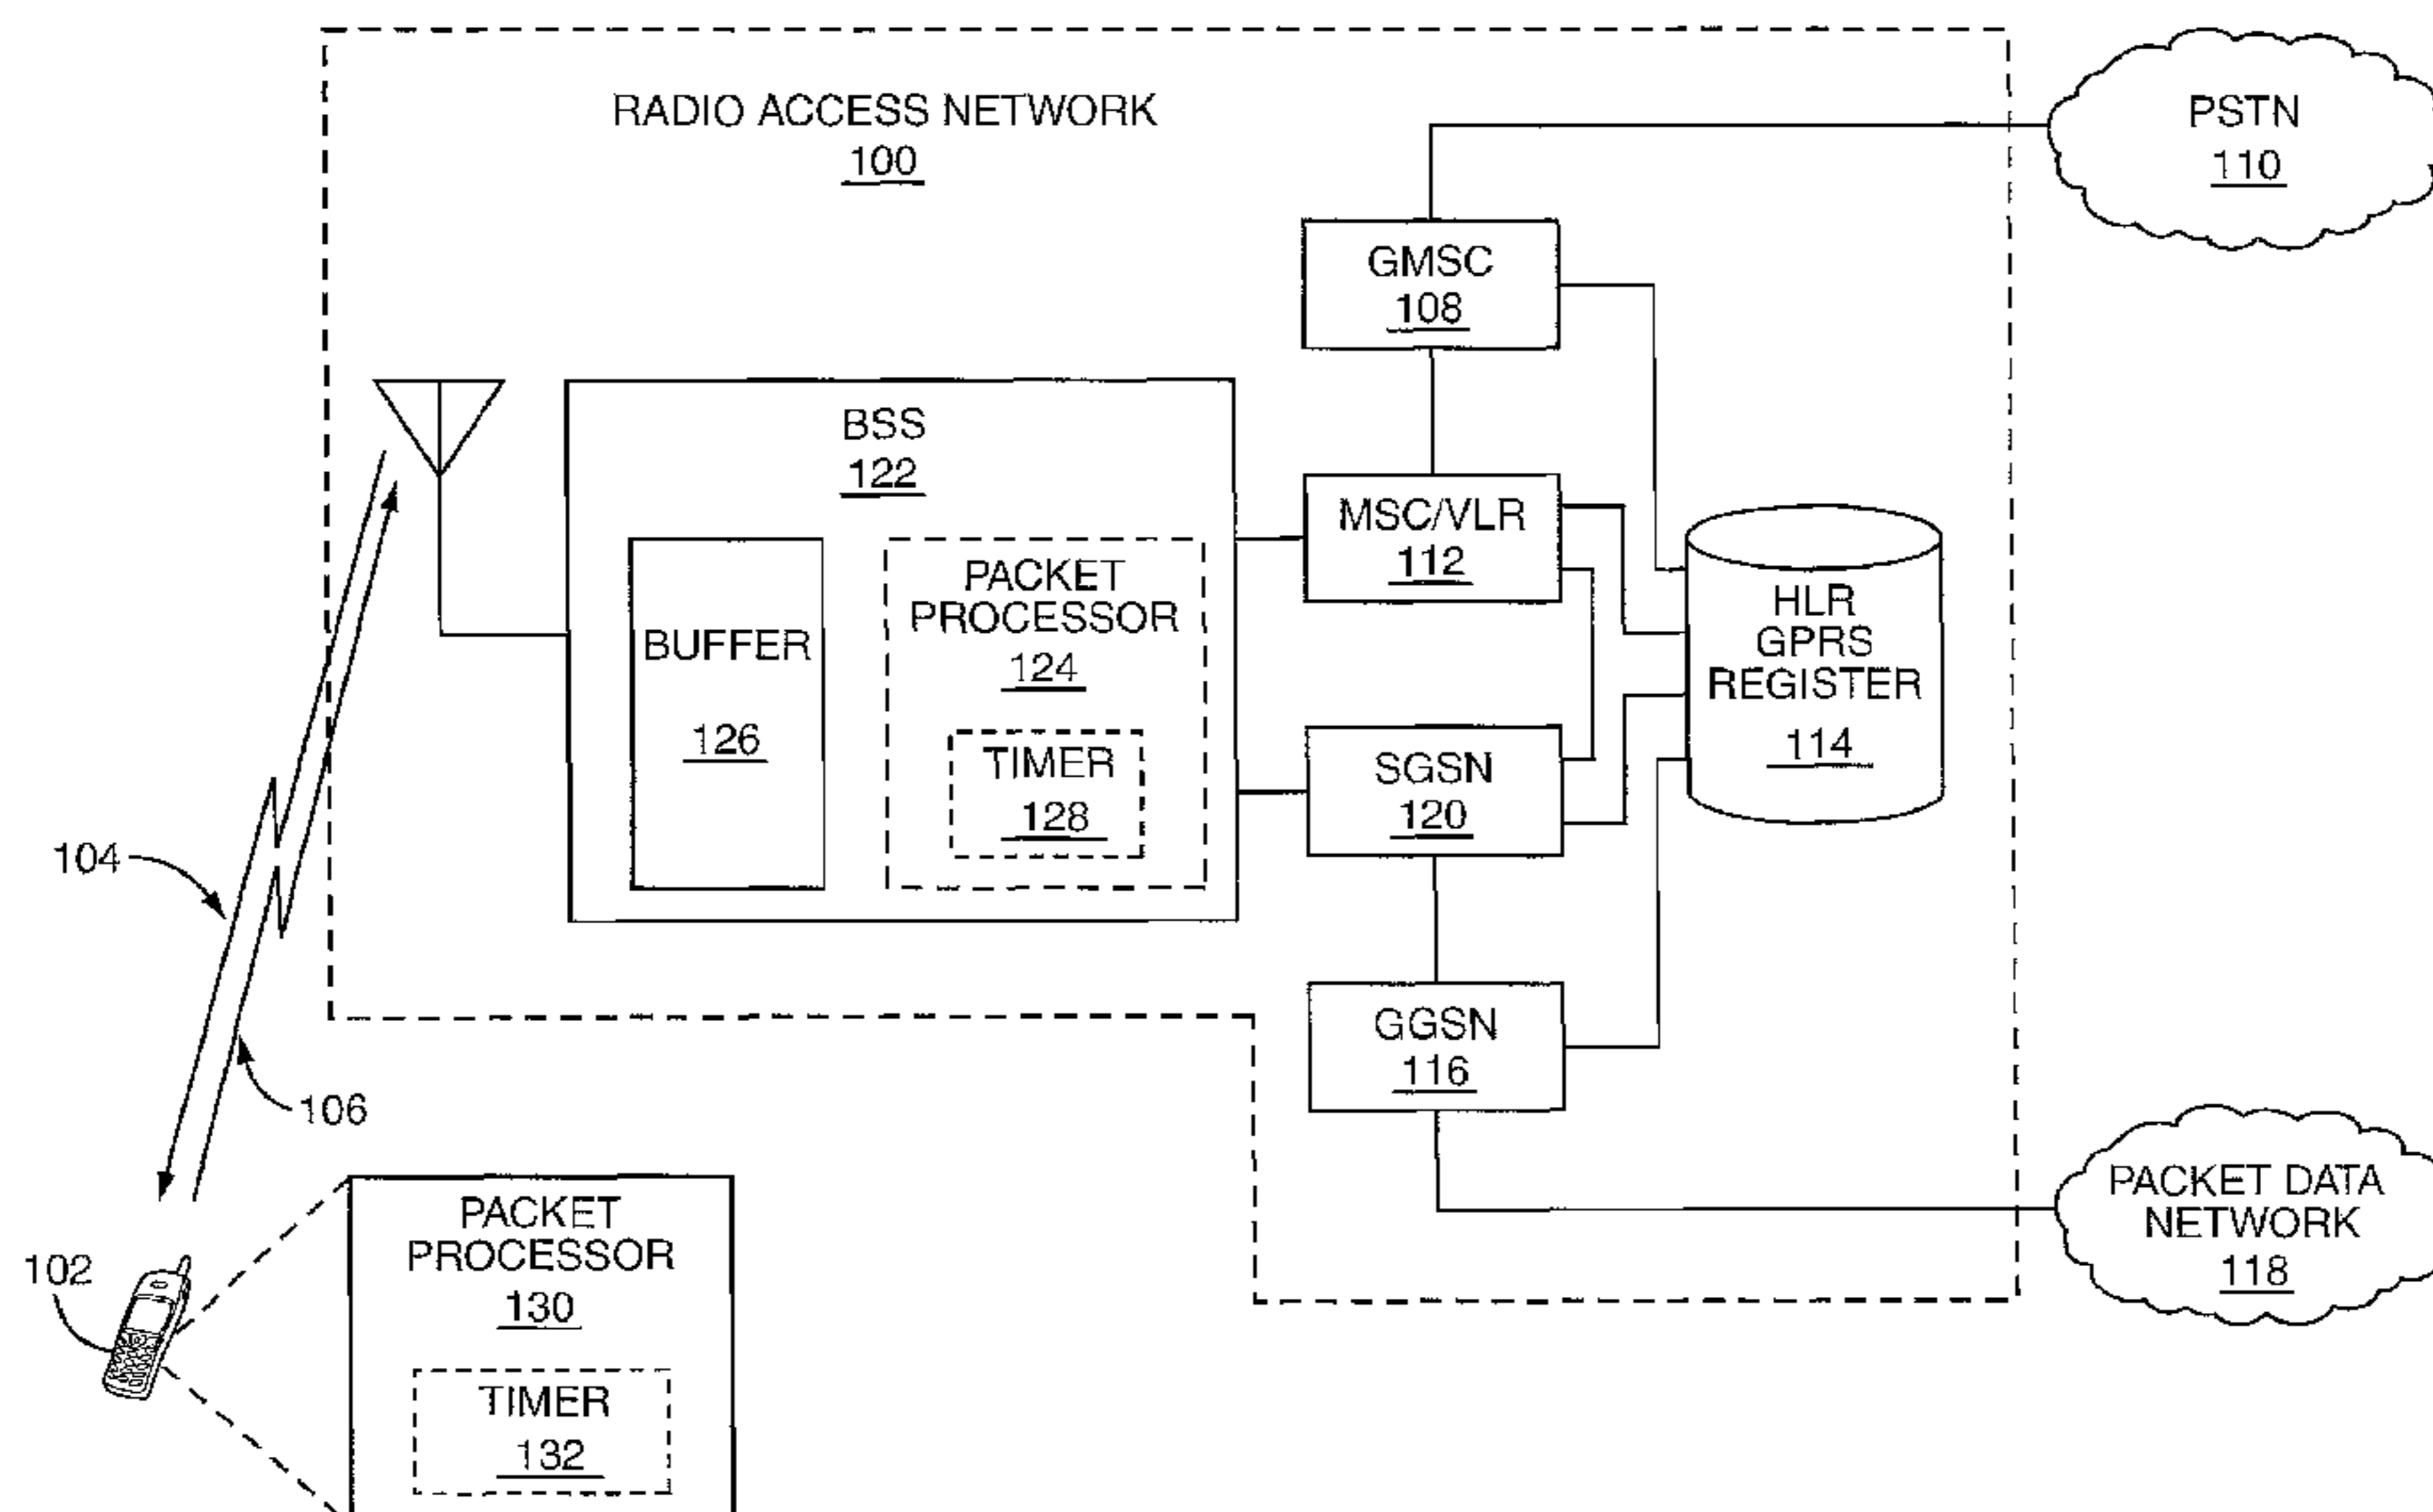 RADIO ACCESS NETWORK
100
PSTN
110
GMSC
108
BSS
122
MSC/VLR
112
PACKET
PROCESSOR
124
BUFFER
126
TIMER
128
HLR
GPRS
REGISTER
114
SGSN
120
104
GGSN
116
106
PACKET DATA
NETWORK
118
PACKET
PROCESSOR
130
102
TIMER
132